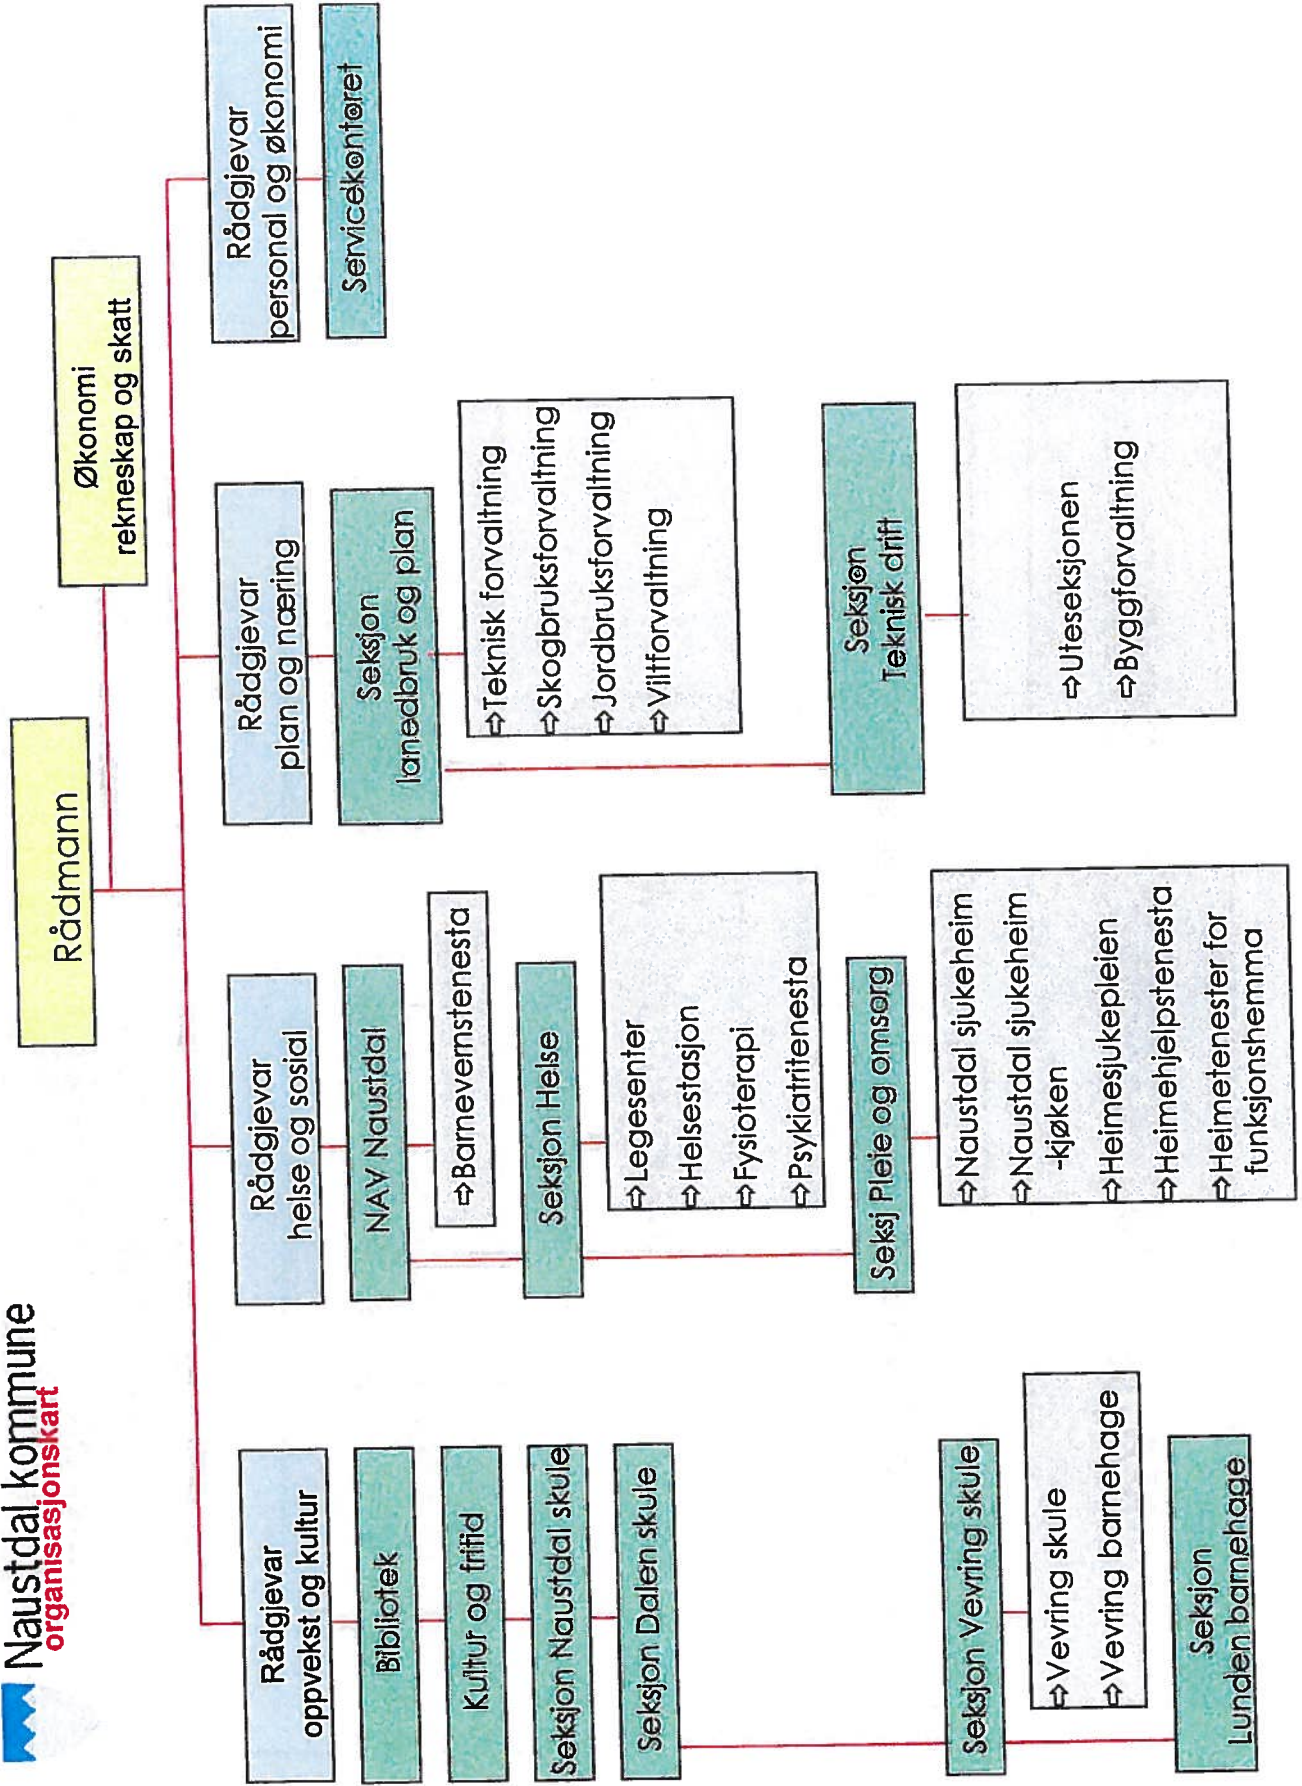 Naustdal kommune
organisasjonskart
Rådmann
Økonomi
rekneskap og skatt
Rådgjevar
oppvekst og kultur
Bibliotek
Kultur og fritid
Seksjon Naustdal skule
Seksjon Dalen skule
Seksjon Vevring skule
⇨Vevring skule
⇨Vevring barnehage
Seksjon
Lunden barnehage
Rådgjevar
helse og sosial
NAV Naustdal
⇨Barnevernstenesta
Seksjon Helse
⇨Legesenter
⇨Helsestasjon
⇨Fysioterapi
⇨Psykiatritenesta
Seksj Pleie og omsorg
⇨Naustdal sjukeheim
⇨Naustdal sjukeheim
-kjøken
⇨Heimesjukepleien
⇨Heimehjelpstenesta
⇨Heimetenester for
funksjonshemma
Rådgjevar
plan og næring
Seksjon
lanedbruk og plan
⇨Teknisk forvaltning
⇨Skogbruksforvaltning
⇨Jordbruksforvaltning
⇨Viltforvaltning
Seksjon
Teknisk drift
⇨Uteseksjonen
⇨Byggforvaltning
Rådgjevar
personal og økonomi
Servicekontoret